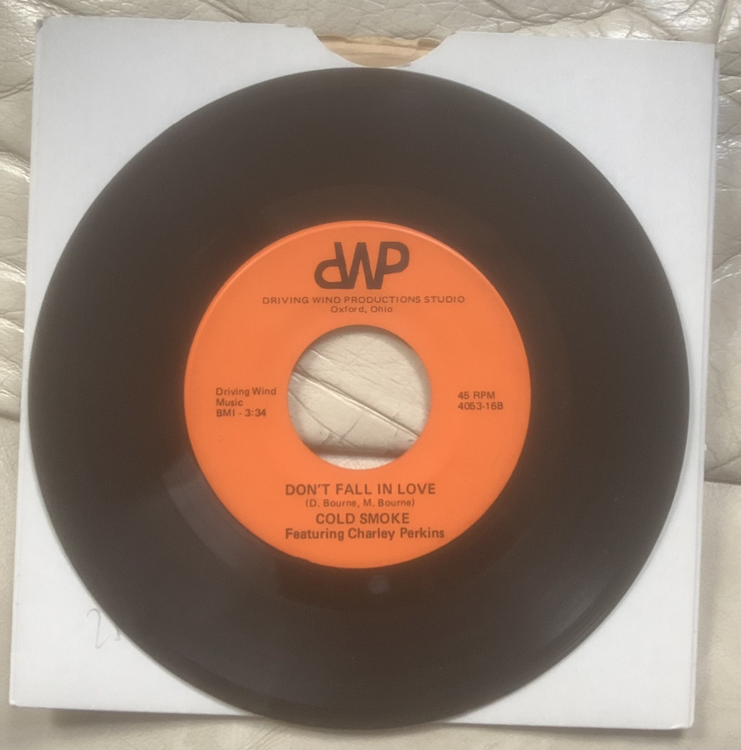 dWP
DRIVING WIND PRODUCTIONS STUDIO
Oxford, Ohio
Driving Wind
Music
BMI - 3:34
45 RPM
4053-16B
DON'T FALL IN LOVE
(D. Bourne, M. Bourne)
COLD SMOKE
Featuring Charley Perkins